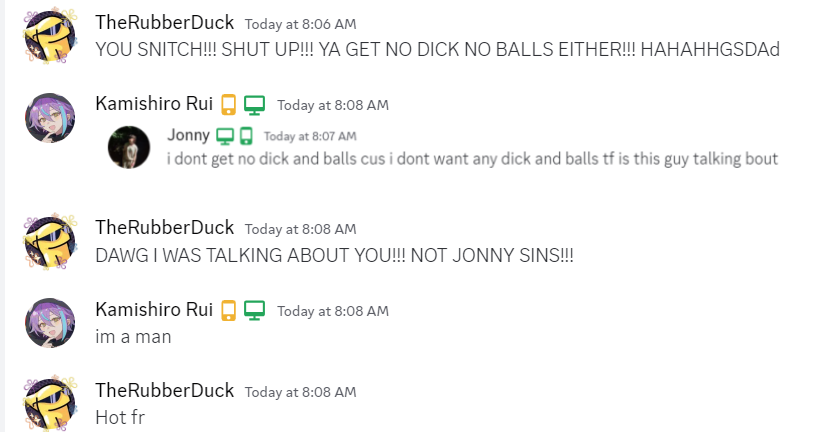 TheRubberDuck Today at 8:06 AM
YOU SNITCH!!! SHUT UP!!! YA GET NO DICK NO BALLS EITHER!!! HAHAHHGSDAd
Kamishiro Rui Today at 8:08 AM
Jonny Today at 8:07 AM
i dont get no dick and balls cus i dont want any dick and balls tf is this guy talking bout
TheRubberDuck Today at 8:08 AM
DAWG I WAS TALKING ABOUT YOU!!! NOT JONNY SINS!!!
Kamishiro Rui Today at 8:08 AM
im a man
TheRubberDuck Today at 8:08 AM
Hot fr